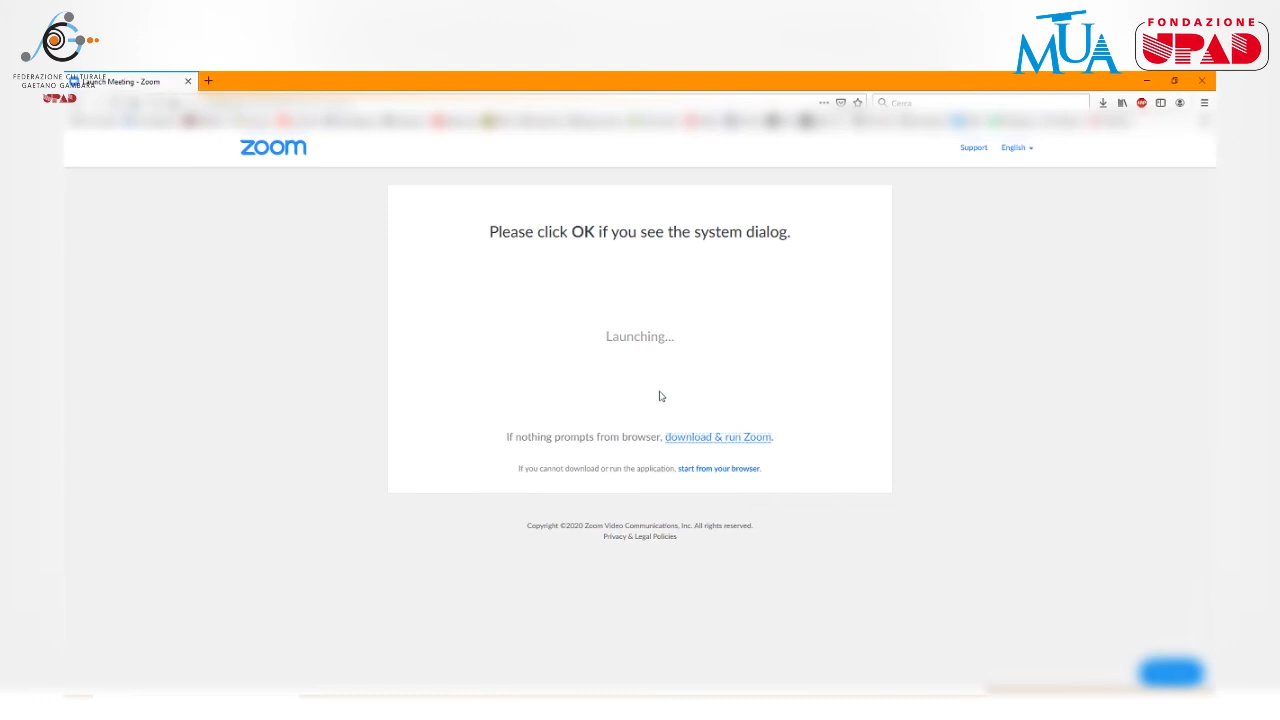 FEDERAZIONE CULTURALE
GAETANO GAMBARA
UPAD
MUA
FONDAZIONE
UPAD
Launch Meeting - Zoom
Cerca
zoom
Support
English
Please click OK if you see the system dialog.
Launching...
If nothing prompts from browser, download & run Zoom.
If you cannot download or run the application, start from your browser.
Copyright ©2020 Zoom Video Communications, Inc. All rights reserved.
Privacy & Legal Policies